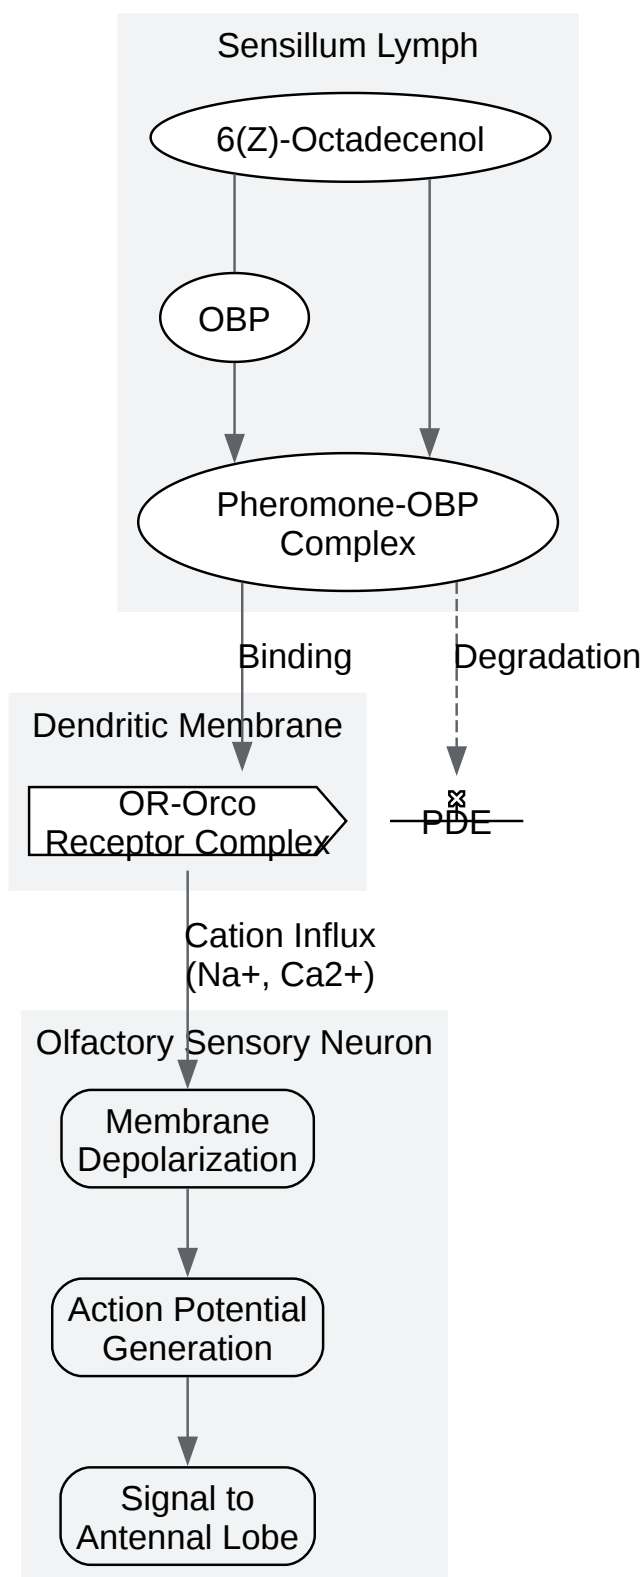 Sensillum Lymph
6(Z)-Octadecenol
OBP
Pheromone-OBP
Complex
Binding
Degradation
Dendritic Membrane
OR-Orco
Receptor Complex
PDE
Cation Influx
(Na+, Ca2+)
Olfactory Sensory Neuron
Membrane
Depolarization
Action Potential
Generation
Signal to
Antennal Lobe